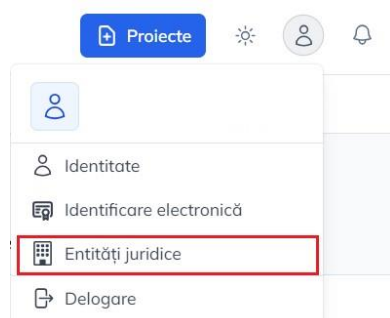 Proiecte
Identitate
Identificare electronică
Entități juridice
Delogare